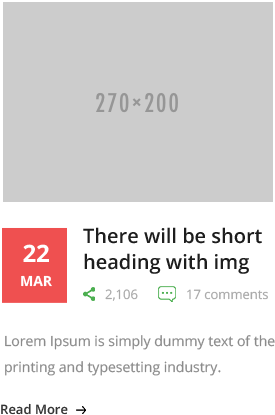 270×200
22
MAR
There will be short
heading with img
2,106
17 comments
Lorem Ipsum is simply dummy text of the
printing and typesetting industry.
Read More →